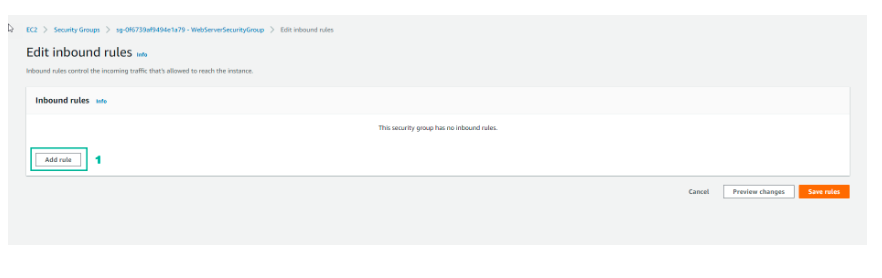 EC2 > Security Groups > sg-0f6739af9494e1a79 - WebServerSecurityGroup > Edit inbound rules
Edit inbound rules Info
Inbound rules control the incoming traffic that's allowed to reach the instance.
Inbound rules Info
This security group has no inbound rules.
Add rule 1
Cancel Preview changes Save rules